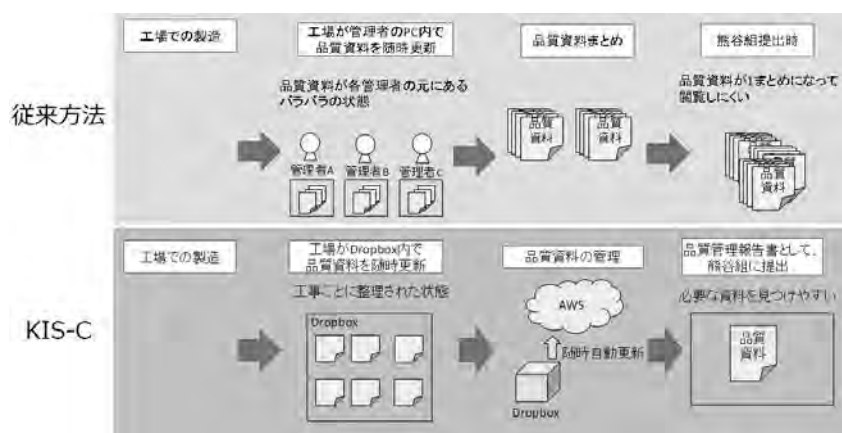 従来方法
工場での製造
工場が管理者のPC内で
品質資料を随時更新
品質資料が各管理者の元にある
バラバラの状態
管理者A
管理者B
管理者C
品質資料まとめ
品質
資料
品質
資料
熊谷組提出時
品質資料が1まとめになって
閲覧しにくい
品質
資料
KIS-C
工場での製造
工場がDropbox内で
品質資料を随時更新
工事ごとに整理された状態
Dropbox
品質資料の管理
AWS
随時自動更新
Dropbox
品質管理報告書として、
熊谷組に提出
必要な資料を見つけやすい
品質
資料